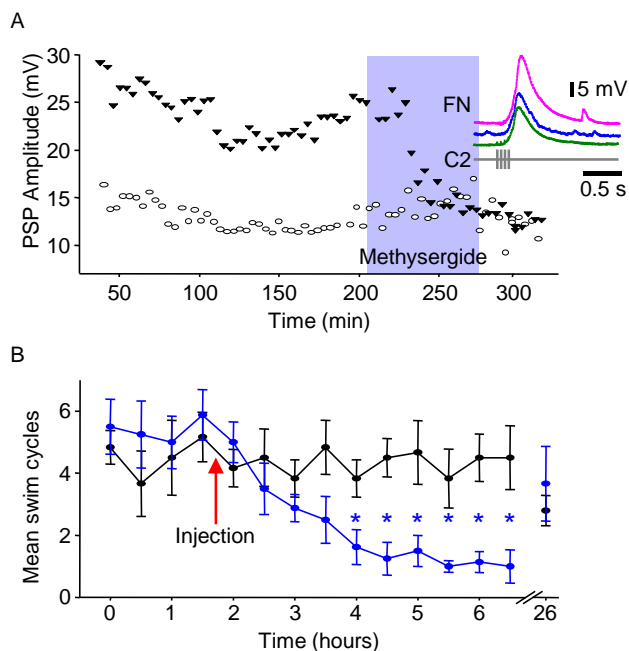 A
PSP Amplitude (mV)
30
25
20
15
10
FN
C2
5 mV
0.5 s
Methysergide
50
100
150
200
250
300
Time (min)
B
Mean swim cycles
6
4
2
0
Injection
* * * * * *
0
1
2
3
4
5
6
26
Time (hours)